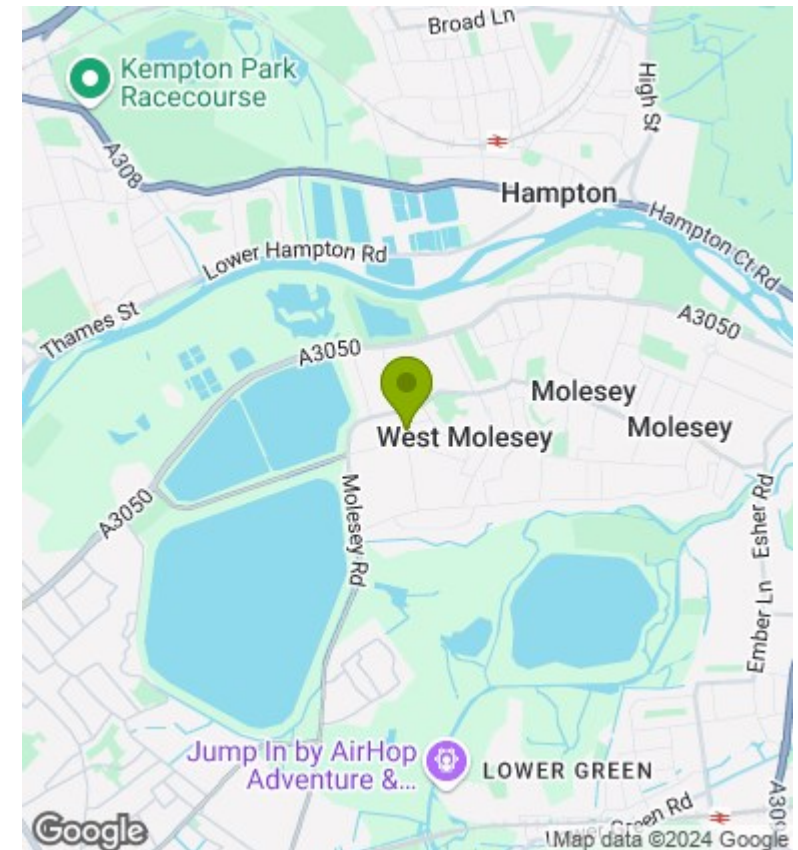 Broad Ln
Kempton Park
Racecourse
High St
A308
Hampton
Hampton Ct Rd
Lower Hampton Rd
Thames St
A3050
A3050
Molesey
West Molesey
Molesey
A3050
Molesey Rd
Esher Rd
Ember Ln
Jump In by AirHop
Adventure &...
LOWER GREEN
Green Rd
Google
Map data ©2024 Google